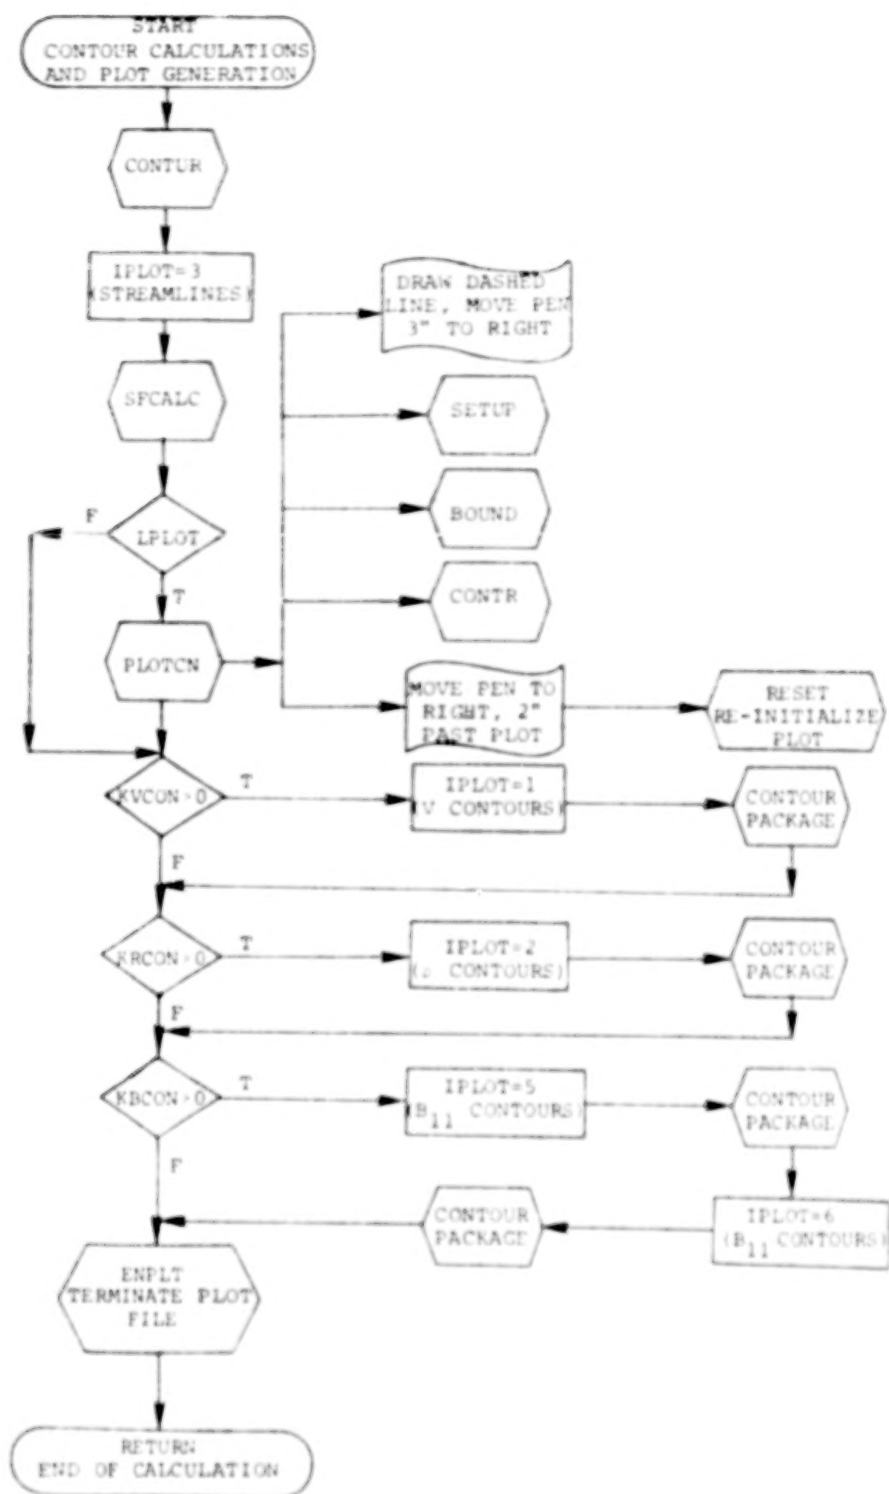 START
CONTOUR CALCULATIONS
AND PLOT GENERATION
CONTUR
IPLOT=3
(STREAMLINES)
SFCALC
LPLOT
F
T
PLOTCN
DRAW DASHED
LINE, MOVE PEN
3" TO RIGHT
SETUP
BOUND
CONTR
MOVE PEN TO
RIGHT, 2"
PAST PLOT
RESET
RE-INITIALIZE
PLOT
KVCON>0
T
F
IPLOT=1
(V CONTOURS)
CONTOUR
PACKAGE
KRCON>0
T
F
IPLOT=2
( CONTOURS)
CONTOUR
PACKAGE
KBCON>0
T
F
IPLOT=5
(B11 CONTOURS)
CONTOUR
PACKAGE
IPLOT=6
(B11 CONTOURS)
CONTOUR
PACKAGE
ENPLT
TERMINATE PLOT
FILE
RETURN
END OF CALCULATION